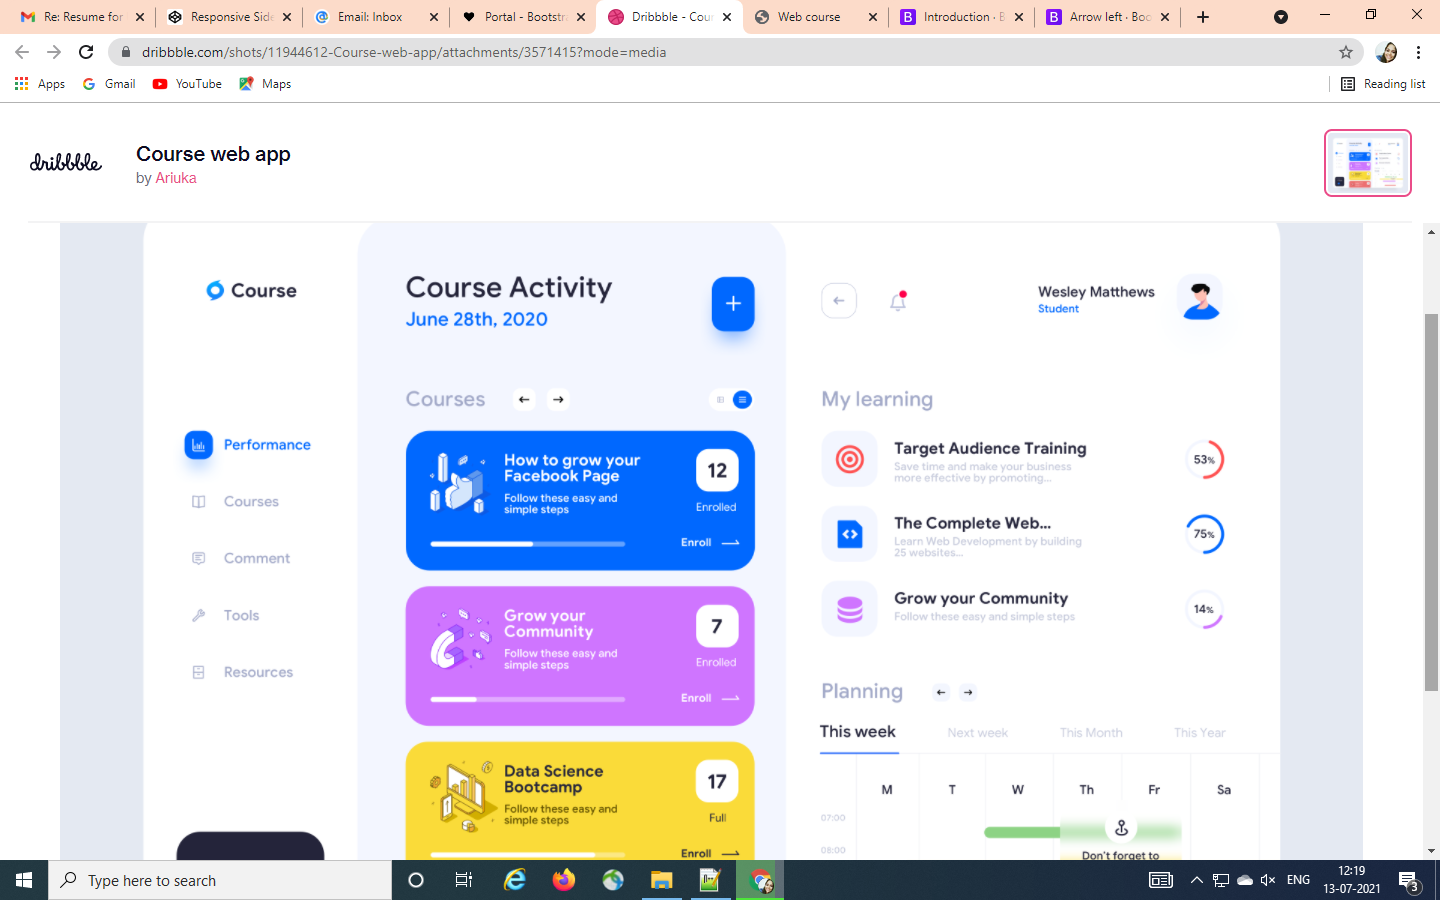 Re: Resume for
Responsive Side
Email: Inbox
Portal - Bootstra
Dribbble - Cour
Web course
Introduction · B
Arrow left · Boo
dribbble.com/shots/11944612-Course-web-app/attachments/3571415?mode=media
Apps
Gmail
YouTube
Maps
Reading list
dribbble
Course web app
by Ariuka
Course
Performance
Courses
Comment
Tools
Resources
Course Activity
June 28th, 2020
Courses
How to grow your
Facebook Page
Follow these easy and
simple steps
12
Enrolled
Enroll
Grow your
Community
Follow these easy and
simple steps
7
Enrolled
Enroll
Data Science
Bootcamp
Follow these easy and
simple steps
17
Full
Enroll
Wesley Matthews
Student
My learning
Target Audience Training
Save time and make your business
more effective by promoting...
53%
The Complete Web...
Learn Web Development by building
25 websites...
75%
Grow your Community
Follow these easy and simple steps
14%
Planning
This week
Next week
This Month
This Year
M T W Th Fr Sa
07:00
08:00
Don't forget to
Type here to search
ENG
12:19
13-07-2021
3